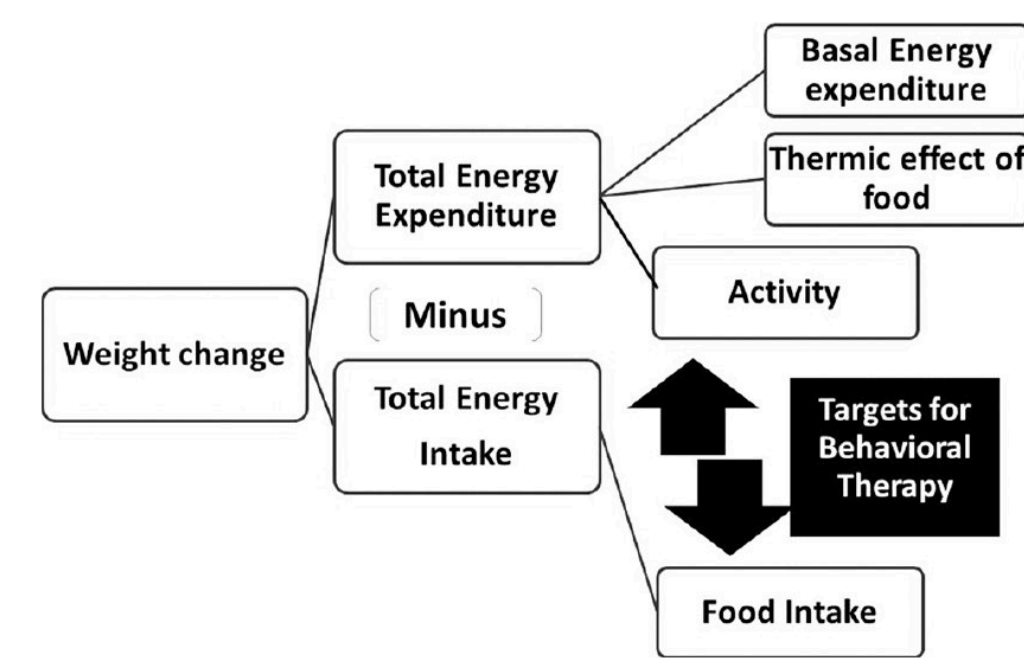 Basal Energy
expenditure
Thermic effect of
food
Total Energy
Expenditure
Activity
Minus
Weight change
Total Energy
Intake
Targets for
Behavioral
Therapy
Food Intake